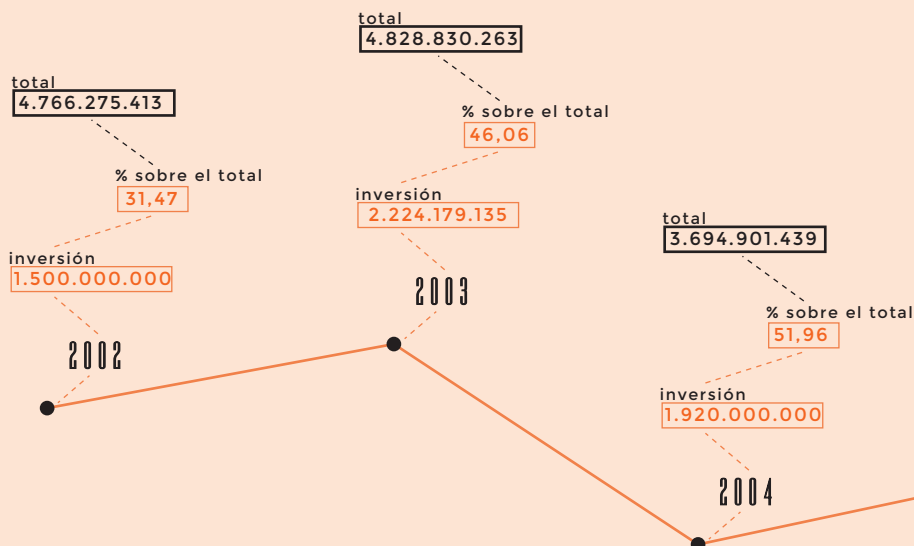 total
4.766.275.413
% sobre el total
31,47
inversión
1.500.000.000
2002
total
4.828.830.263
% sobre el total
46,06
inversión
2.224.179.135
2003
total
3.694.901.439
% sobre el total
51,96
inversión
1.920.000.000
2004